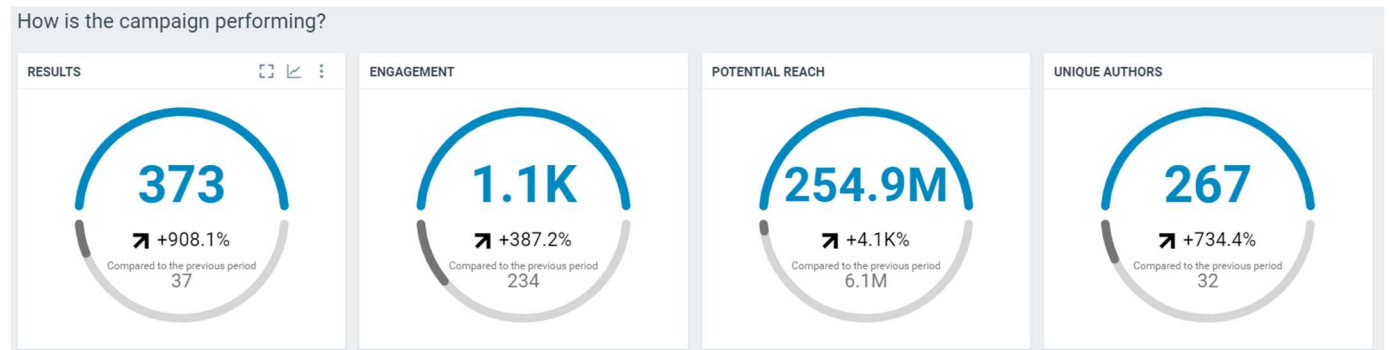 How is the campaign performing?
RESULTS
373
+908.1%
Compared to the previous period
37
ENGAGEMENT
1.1K
+387.2%
Compared to the previous period
234
POTENTIAL REACH
254.9M
+4.1K%
Compared to the previous period
6.1M
UNIQUE AUTHORS
267
+734.4%
Compared to the previous period
32